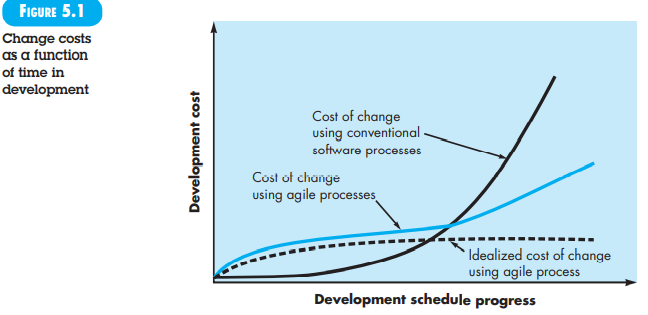 FIGURE 5.1
Change costs
as a function
of time in
development
Development cost
Cost of change
using conventional
software processes
Cost of change
using agile processes
Idealized cost of change
using agile process
Development schedule progress